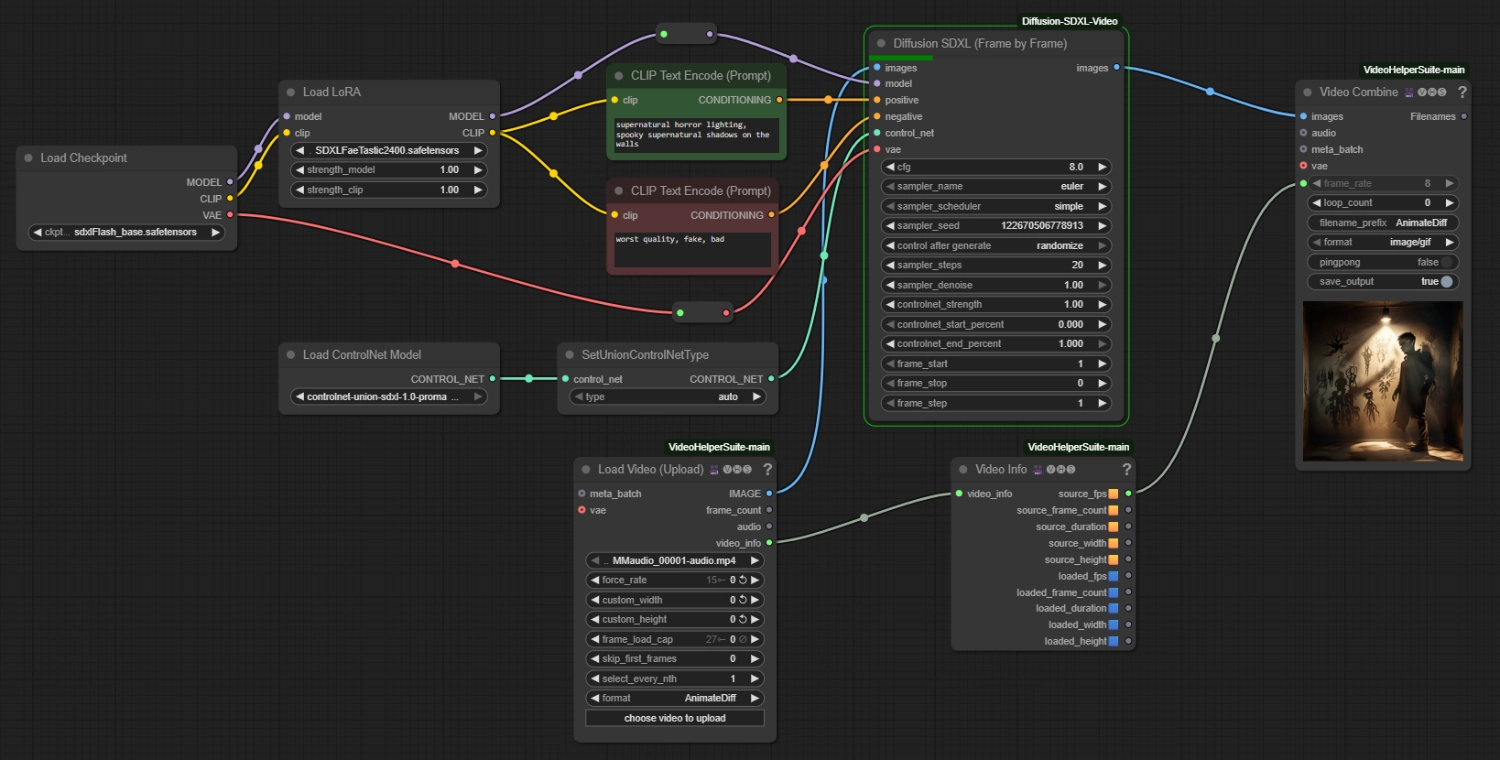 Diffusion-SDXL-Video
Diffusion SDXL (Frame by Frame)
images images
model
positive
negative
control_net
vae
cfg 8.0
sampler_name euler
sampler_scheduler simple
sampler_seed 122670506778913
control after generate randomize
sampler_steps 20
sampler_denoise 1.00
controlnet_strength 1.00
controlnet_start_percent 0.000
controlnet_end_percent 1.000
frame_start 1
frame_stop 0
frame_step 1
Load Checkpoint
MODEL
CLIP
VAE
ckpt... sdxlFlash_base.safetensors
Load LoRA
model MODEL
clip CLIP
.. SDXLFaeTastic2400.safetensors
strength_model 1.00
strength_clip 1.00
CLIP Text Encode (Prompt)
clip CONDITIONING
supernatural horror lighting,
spooky supernatural shadows on the
walls
CLIP Text Encode (Prompt)
clip CONDITIONING
worst quality, fake, bad
Load ControlNet Model
CONTROL_NET
controlnet-union-sdxl-1.0-proma ...
SetUnionControlNetType
control_net CONTROL_NET
type auto
VideoHelperSuite-main
Load Video (Upload) VHS ?
meta_batch IMAGE
vae frame_count
audio
video_info
.. MMaudio_00001-audio.mp4
force_rate 15← 0
custom_width 0
custom_height 0
frame_load_cap 27← 0
skip_first_frames 0
select_every_nth 1
format AnimateDiff
choose video to upload
VideoHelperSuite-main
Video Info VHS ?
video_info source_fps
source_frame_count
source_duration
source_width
source_height
loaded_fps
loaded_frame_count
loaded_duration
loaded_width
loaded_height
VideoHelperSuite-main
Video Combine VHS ?
images Filenames
audio
meta_batch
vae
frame_rate 8
loop_count 0
filename_prefix AnimateDiff
format image/gif
pingpong false
save_output true